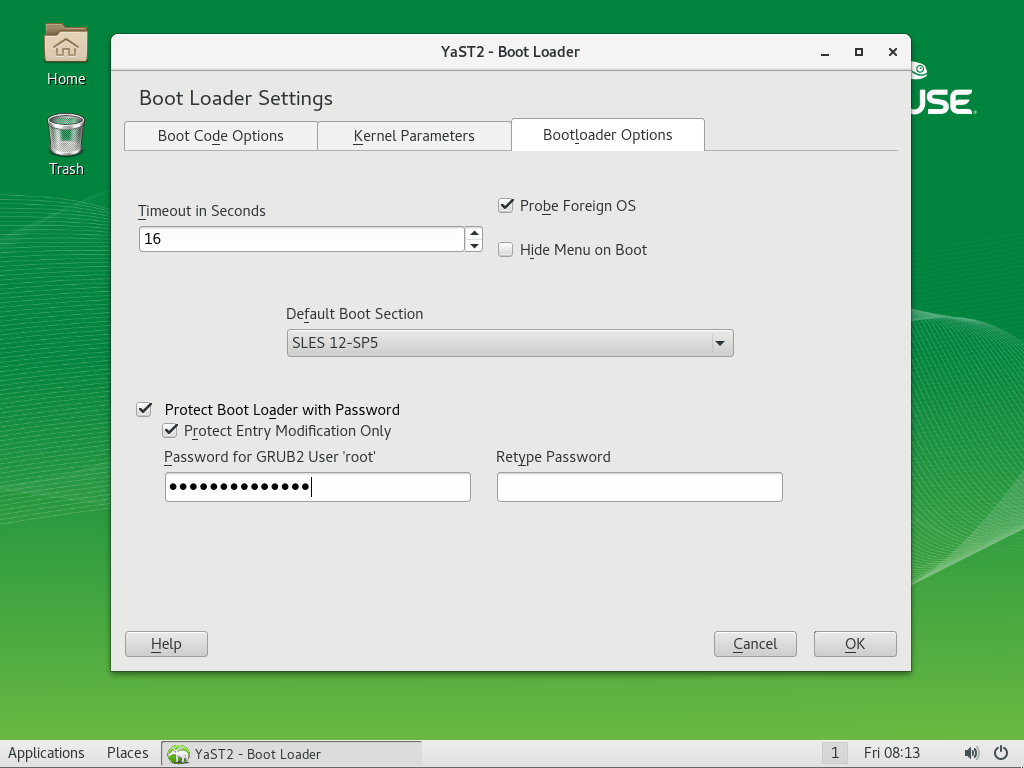 Home
Trash
YaST2 - Boot Loader
USE
Boot Loader Settings
Boot Code Options
Kernel Parameters
Bootloader Options
Timeout in Seconds
16
Probe Foreign OS
Hide Menu on Boot
Default Boot Section
SLES 12-SP5
Protect Boot Loader with Password
Protect Entry Modification Only
Password for GRUB2 User 'root'
Retype Password
●●●●●●●●●●●●●●
Help
Cancel
OK
Applications
Places
YaST2 - Boot Loader
1
Fri 08:13